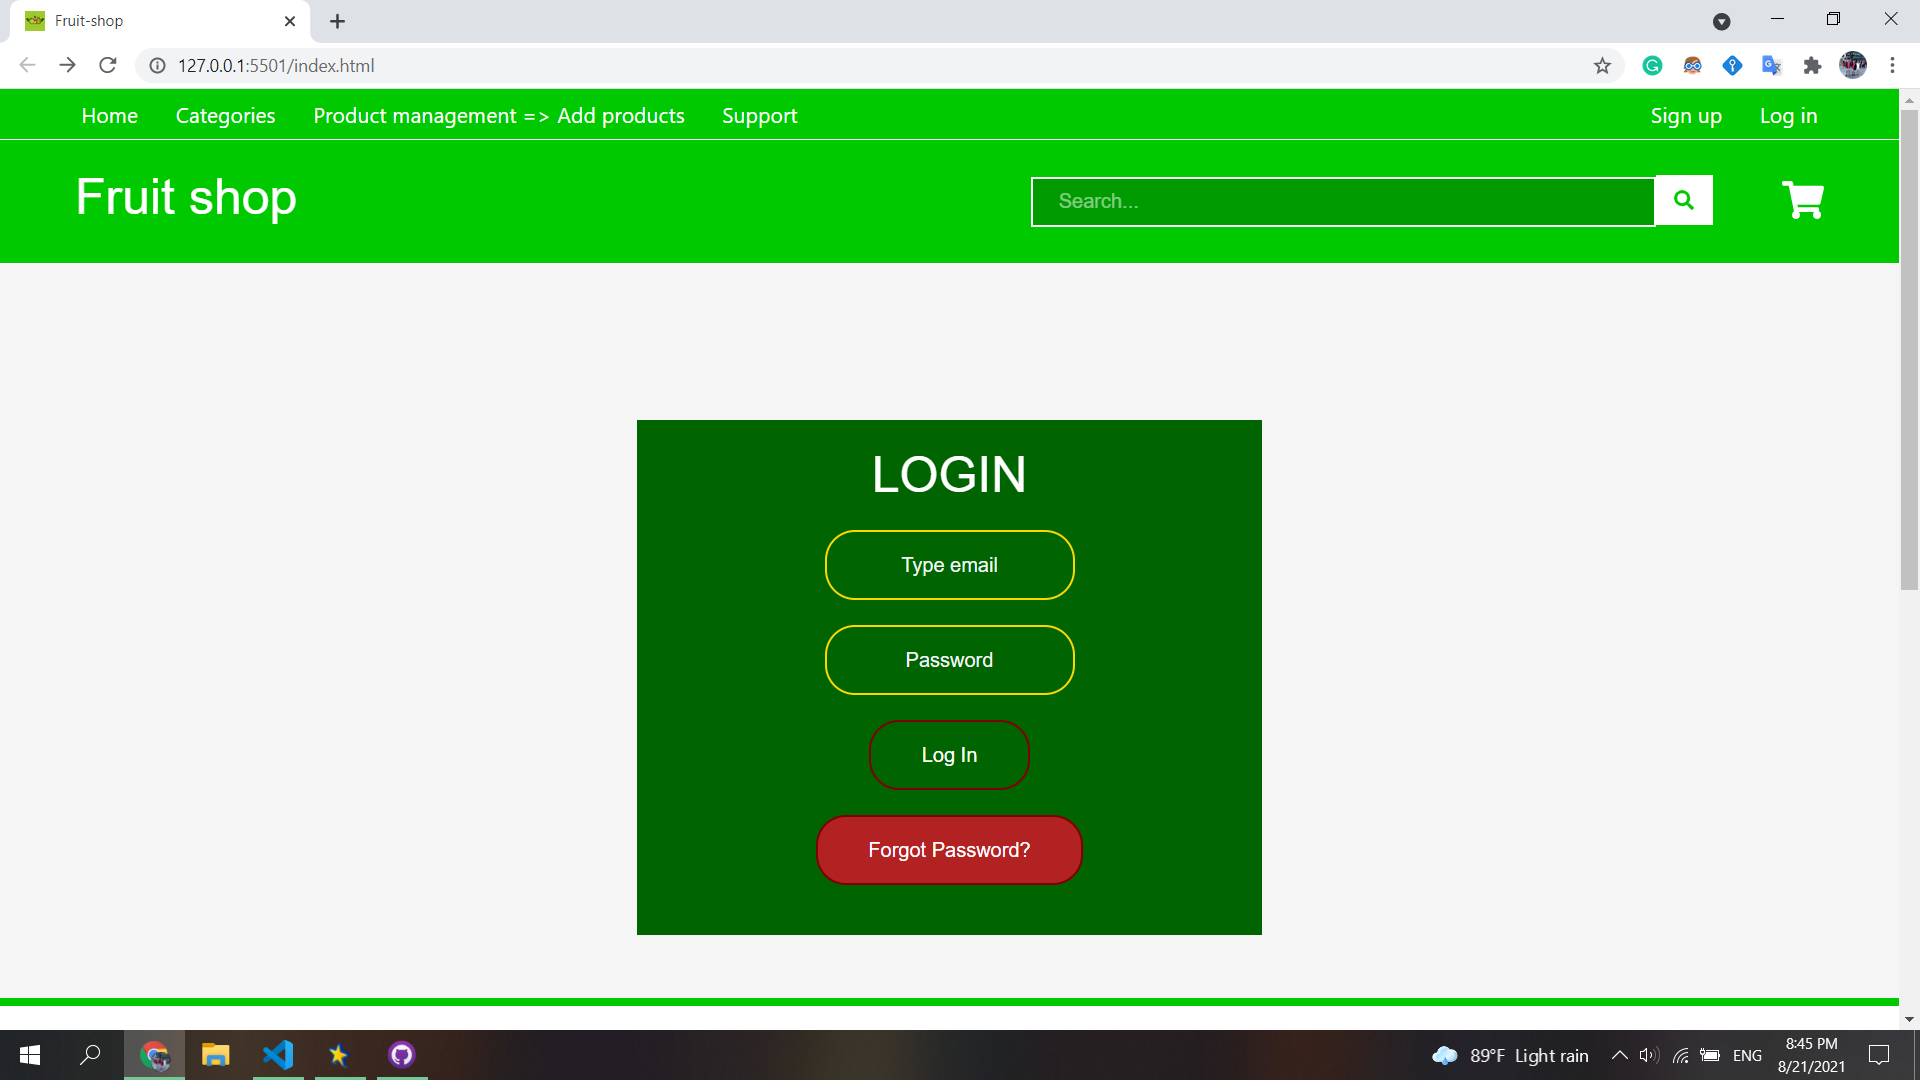 Fruit-shop
127.0.0.1:5501/index.html
Home Categories Product management => Add products Support Sign up Log in
Fruit shop
Search...
LOGIN
Type email
Password
Log In
Forgot Password?
89°F Light rain ENG 8:45 PM
8/21/2021